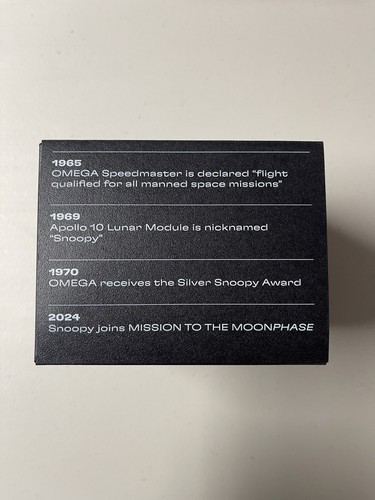 1965
OMEGA Speedmaster is declared "flight
qualified for all manned space missions"
1969
Apollo 10 Lunar Module is nicknamed
"Snoopy"
1970
OMEGA receives the Silver Snoopy Award
2024
Snoopy joins MISSION TO THE MOONPHASE